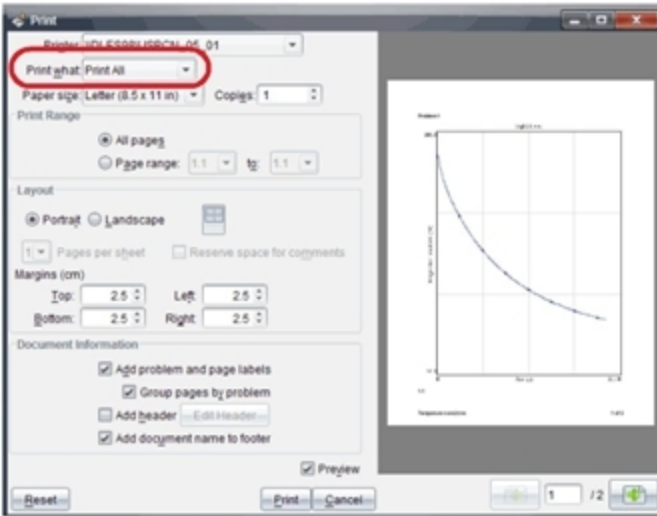 Print
Printer:
Print what: Print All
Paper size: Letter (8.5 x 11 in) Copies: 1
Print Range
All pages
Page range: 1.1 to: 1.1
Layout
Portrait Landscape
1 Pages per sheet Reserve space for comments
Margins (cm)
Top: 2.5 Left: 2.5
Bottom: 2.5 Right: 2.5
Document Information
Add problem and page labels
Group pages by problem
Add header Edit Header
Add document name to footer
Preview
Reset Print Cancel
1 /2